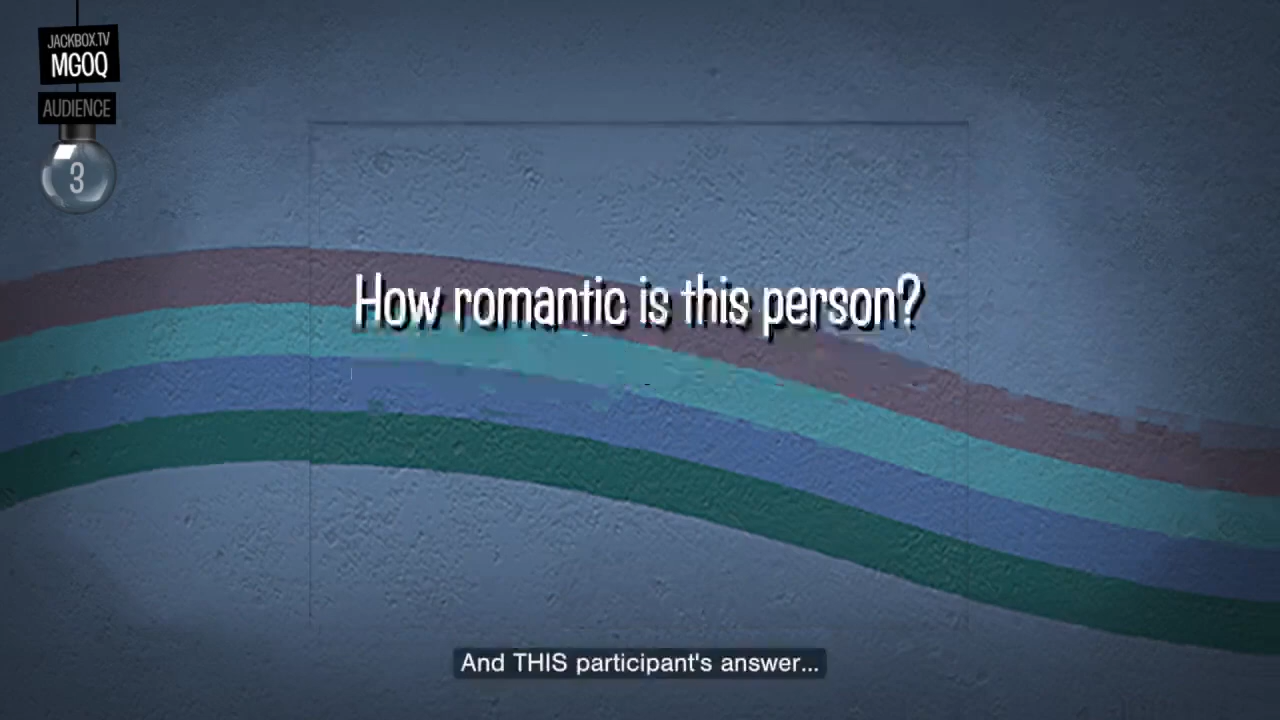 JACKBOX.TV
MGOQ
AUDIENCE
3
How romantic is this person?
And THIS participant's answer...